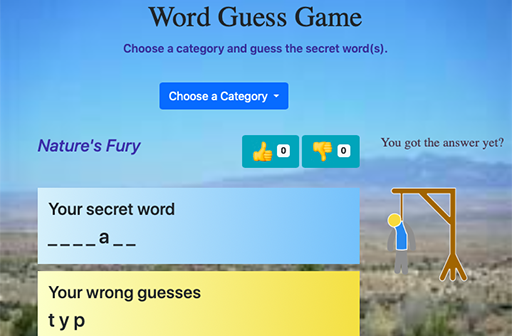 Word Guess Game
Choose a category and guess the secret word(s).
Choose a Category
Nature's Fury
0
0
You got the answer yet?
Your secret word
_ _ _ _ a _ _
Your wrong guesses
t y p